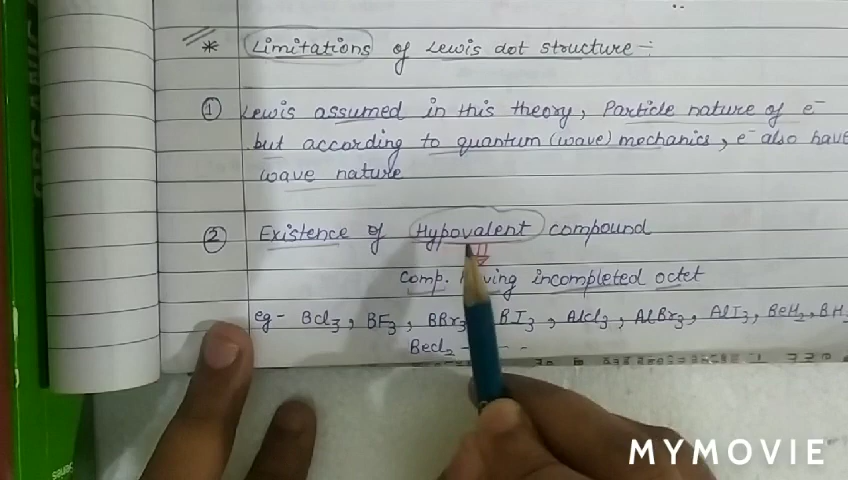 * Limitations of Lewis dot structure :-
① Lewis assumed in this theory, Particle nature of e⁻
but according to quantum (wave) mechanics, e⁻ also have
wave nature
② Existence of Hypovalent compound
Comp. incompleted octet
eg - BCl₃, BF₃, BBr₃ BI₃, AlCl₃, AlBr₃, AlI₃, BeH₂, BH
BeCl₂ - - - -
MYMOVIE